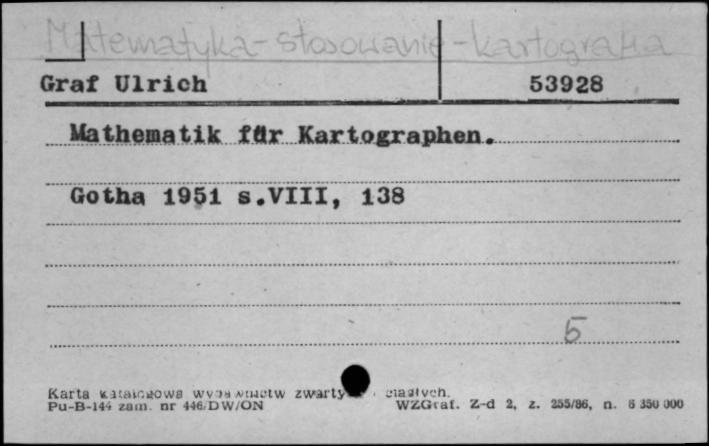 Matematyka - stosowanie - kartografia
Graf Ulrich 53928
Mathematik für Kartographen.
Gotha 1951 s.VIII, 138
5
Karta katalogowa wydawnictw zwarty ciągłych.
Pu-B-144 zam. nr 446/DW/ON WZGraf. Z-d 2, z. 255/86, n. 6 350 000